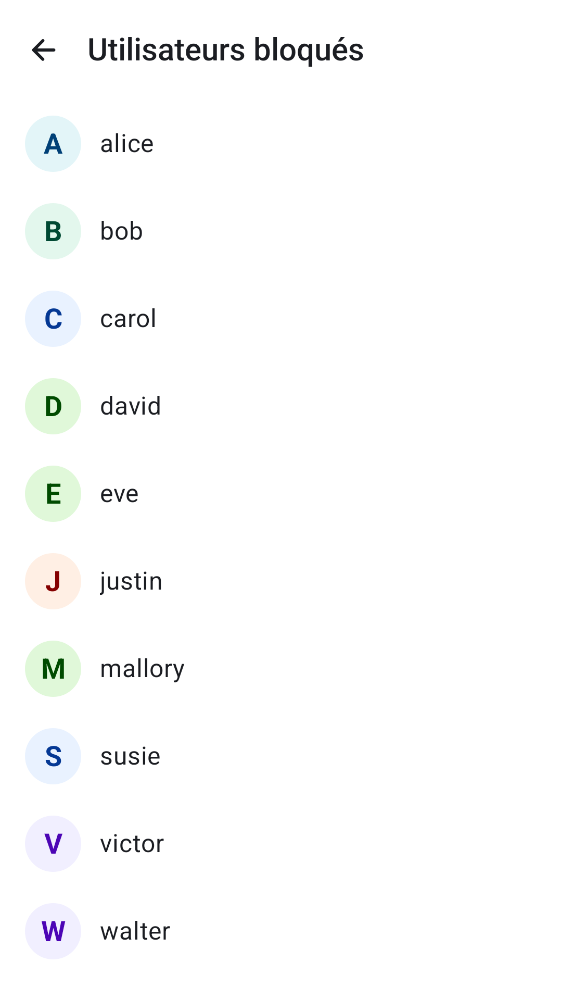 Utilisateurs bloqués
A alice
B bob
C carol
D david
E eve
J justin
M mallory
S susie
V victor
W walter